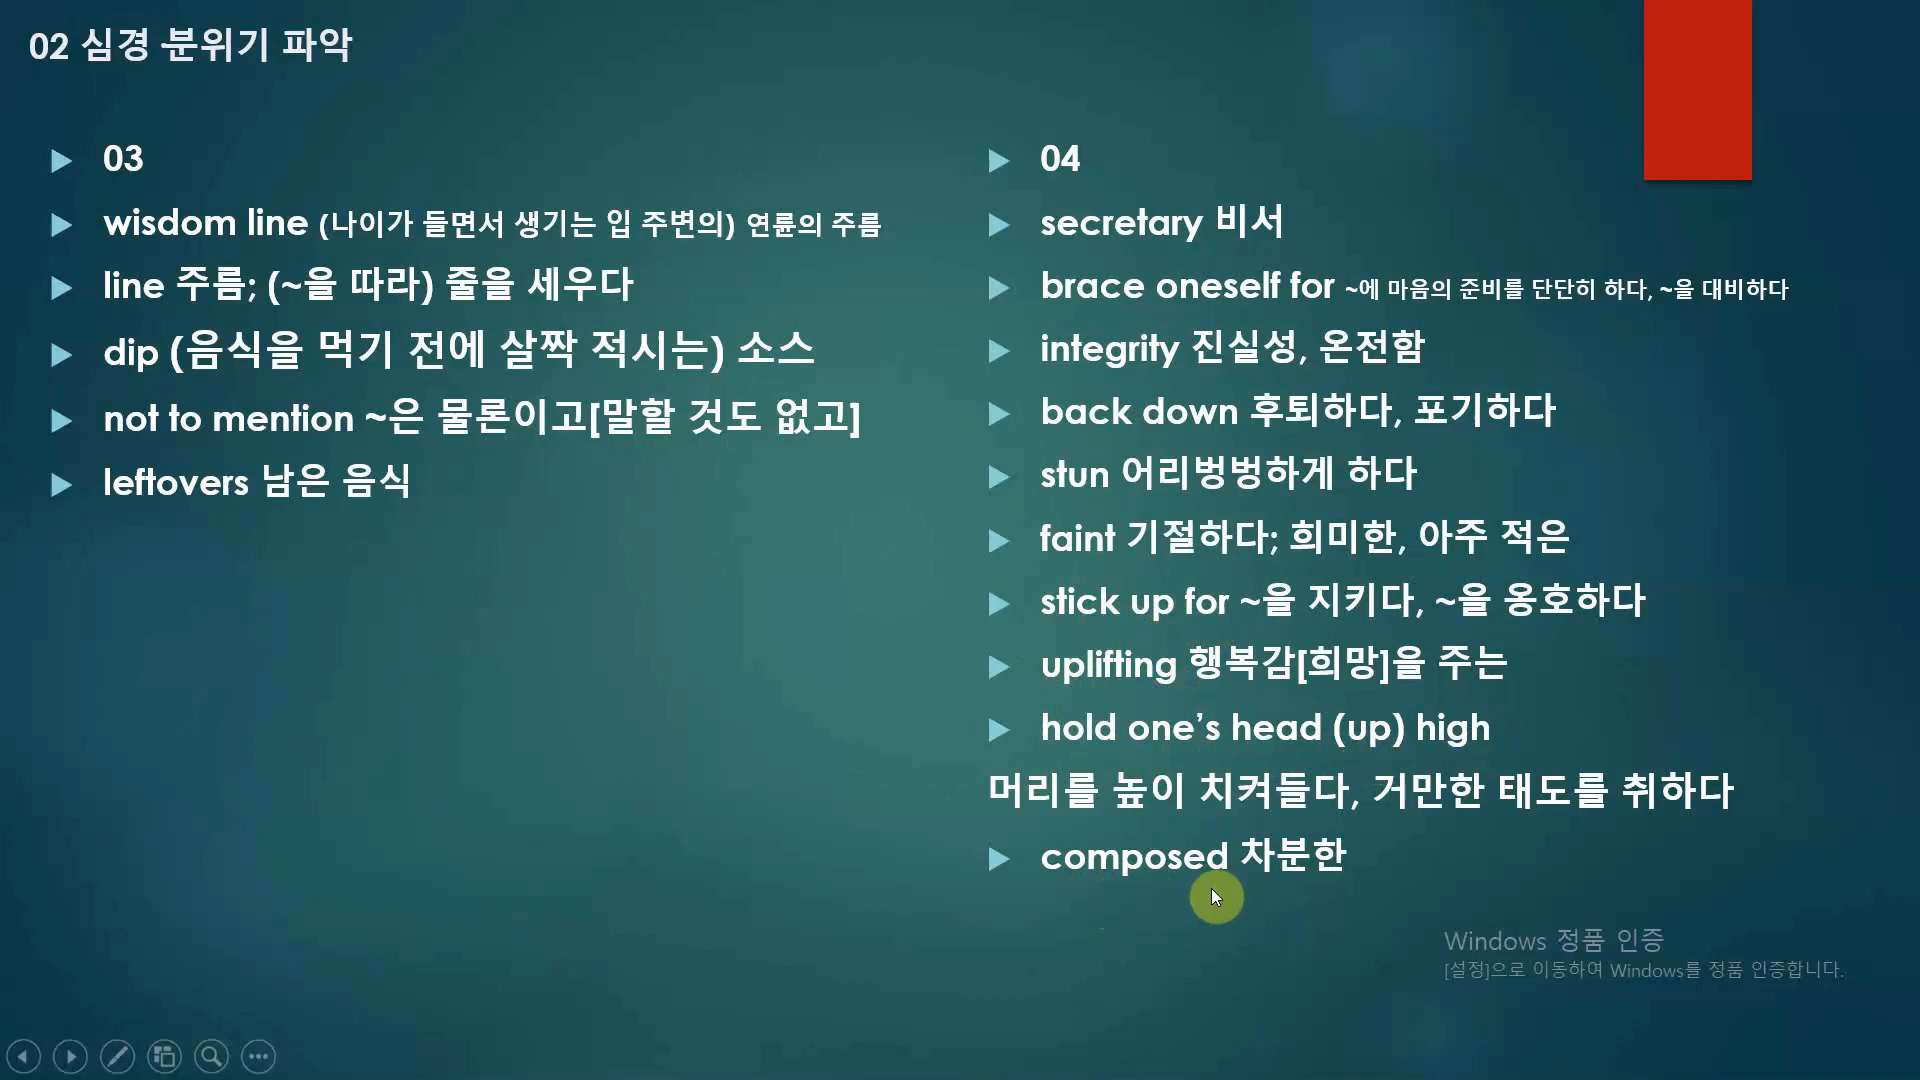 02 심경·분위기 파악
03
wisdom line (나이가 들면서 생기는 입 주변의) 연륜의 주름
line 주름; (~을 따라) 줄을 세우다
dip (음식을 먹기 전에 살짝 적시는) 소스
not to mention ~은 물론이고[말할 것도 없고]
leftovers 남은 음식
04
secretary 비서
brace oneself for ~에 마음의 준비를 단단히 하다, ~을 대비하다
integrity 진실성, 온전함
back down 후퇴하다, 포기하다
stun 어리벙벙하게 하다
faint 기절하다; 희미한, 아주 적은
stick up for ~을 지키다, ~을 옹호하다
uplifting 행복감[희망]을 주는
hold one’s head (up) high
머리를 높이 치켜들다, 거만한 태도를 취하다
composed 차분한
Windows 정품 인증
[설정]으로 이동하여 Windows를 정품 인증합니다.